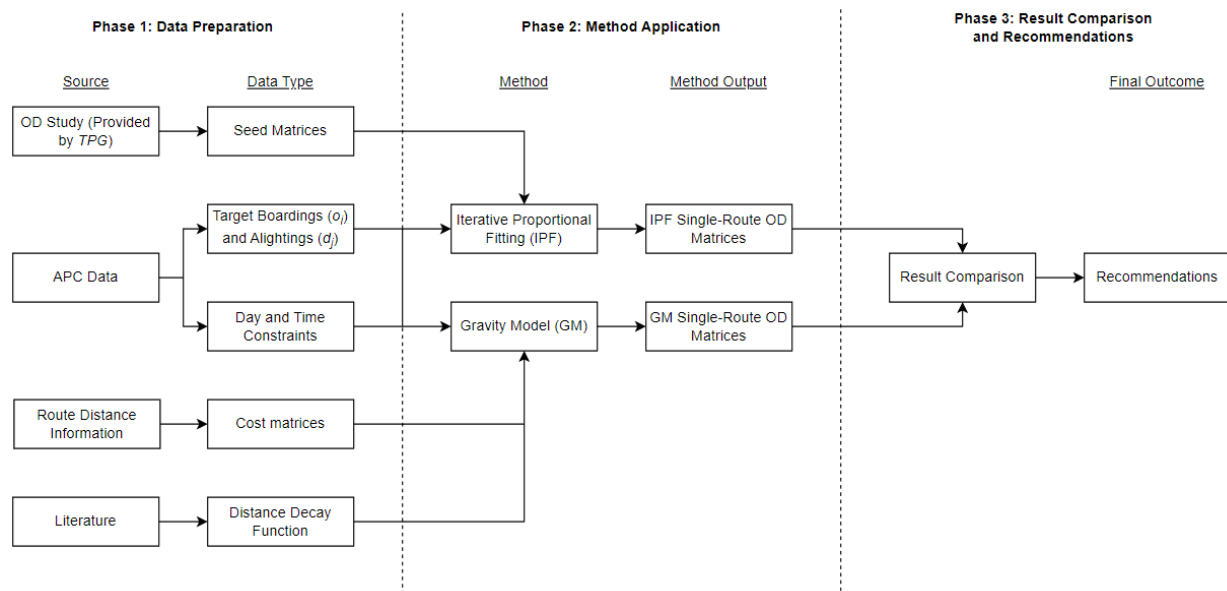 Phase 1: Data Preparation
Phase 2: Method Application
Phase 3: Result Comparison
and Recommendations
Source
Data Type
Method
Method Output
Final Outcome
OD Study (Provided
by TPG)
Seed Matrices
Target Boardings (oi)
and Alightings (dj)
Iterative Proportional
Fitting (IPF)
IPF Single-Route OD
Matrices
APC Data
Result Comparison
Recommendations
Day and Time
Constraints
Gravity Model (GM)
GM Single-Route OD
Matrices
Route Distance
Information
Cost matrices
Literature
Distance Decay
Function